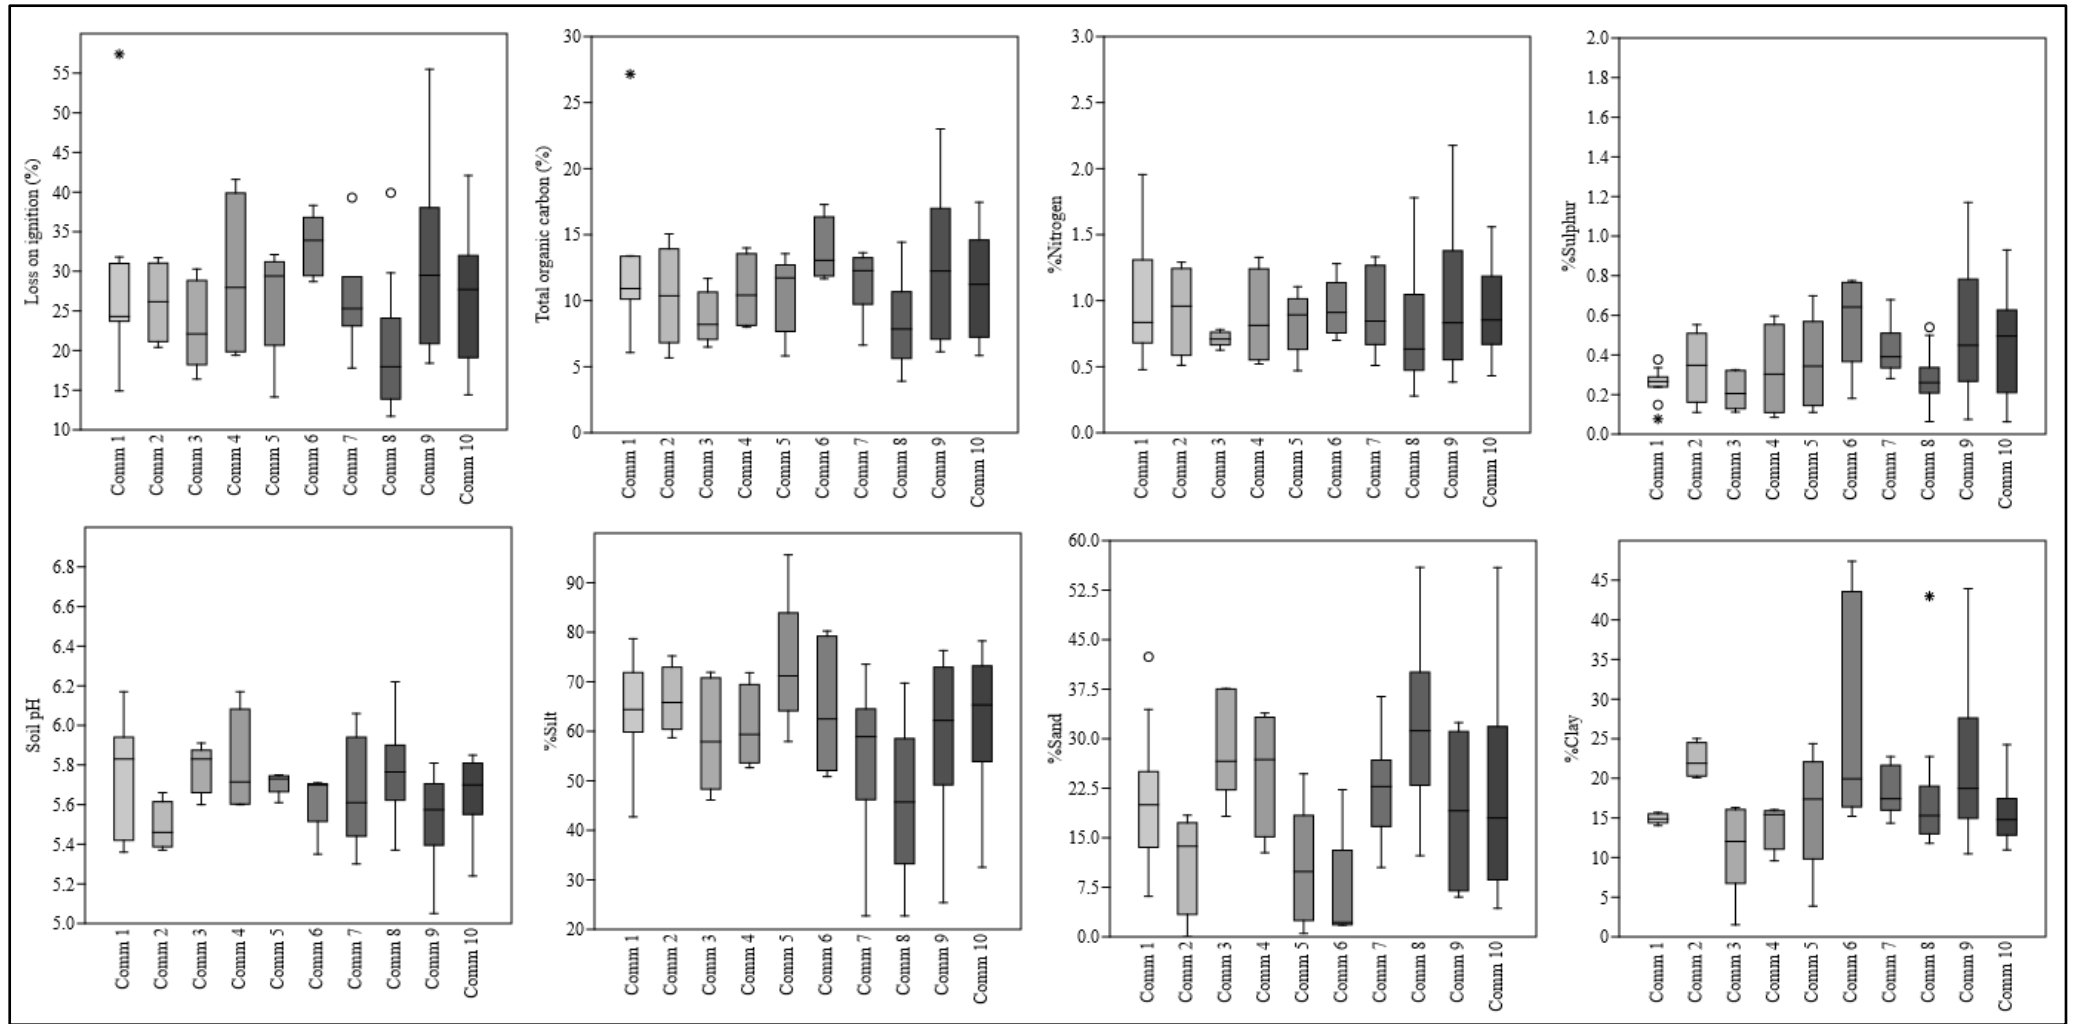 Loss on ignition (%)
55
50
45
40
35
30
25
20
15
10
Comm 1
Comm 2
Comm 3
Comm 4
Comm 5
Comm 6
Comm 7
Comm 8
Comm 9
Comm 10
Total organic carbon (%)
30
25
20
15
10
5
0
Comm 1
Comm 2
Comm 3
Comm 4
Comm 5
Comm 6
Comm 7
Comm 8
Comm 9
Comm 10
%Nitrogen
3.0
2.5
2.0
1.5
1.0
0.5
0.0
Comm 1
Comm 2
Comm 3
Comm 4
Comm 5
Comm 6
Comm 7
Comm 8
Comm 9
Comm 10
%Sulphur
2.0
1.8
1.6
1.4
1.2
1.0
0.8
0.6
0.4
0.2
0.0
Comm 1
Comm 2
Comm 3
Comm 4
Comm 5
Comm 6
Comm 7
Comm 8
Comm 9
Comm 10
Soil pH
6.8
6.6
6.4
6.2
6.0
5.8
5.6
5.4
5.2
5.0
Comm 1
Comm 2
Comm 3
Comm 4
Comm 5
Comm 6
Comm 7
Comm 8
Comm 9
Comm 10
%Silt
90
80
70
60
50
40
30
20
Comm 1
Comm 2
Comm 3
Comm 4
Comm 5
Comm 6
Comm 7
Comm 8
Comm 9
Comm 10
%Sand
60.0
52.5
45.0
37.5
30.0
22.5
15.0
7.5
0.0
Comm 1
Comm 2
Comm 3
Comm 4
Comm 5
Comm 6
Comm 7
Comm 8
Comm 9
Comm 10
%Clay
45
40
35
30
25
20
15
10
5
0
Comm 1
Comm 2
Comm 3
Comm 4
Comm 5
Comm 6
Comm 7
Comm 8
Comm 9
Comm 10